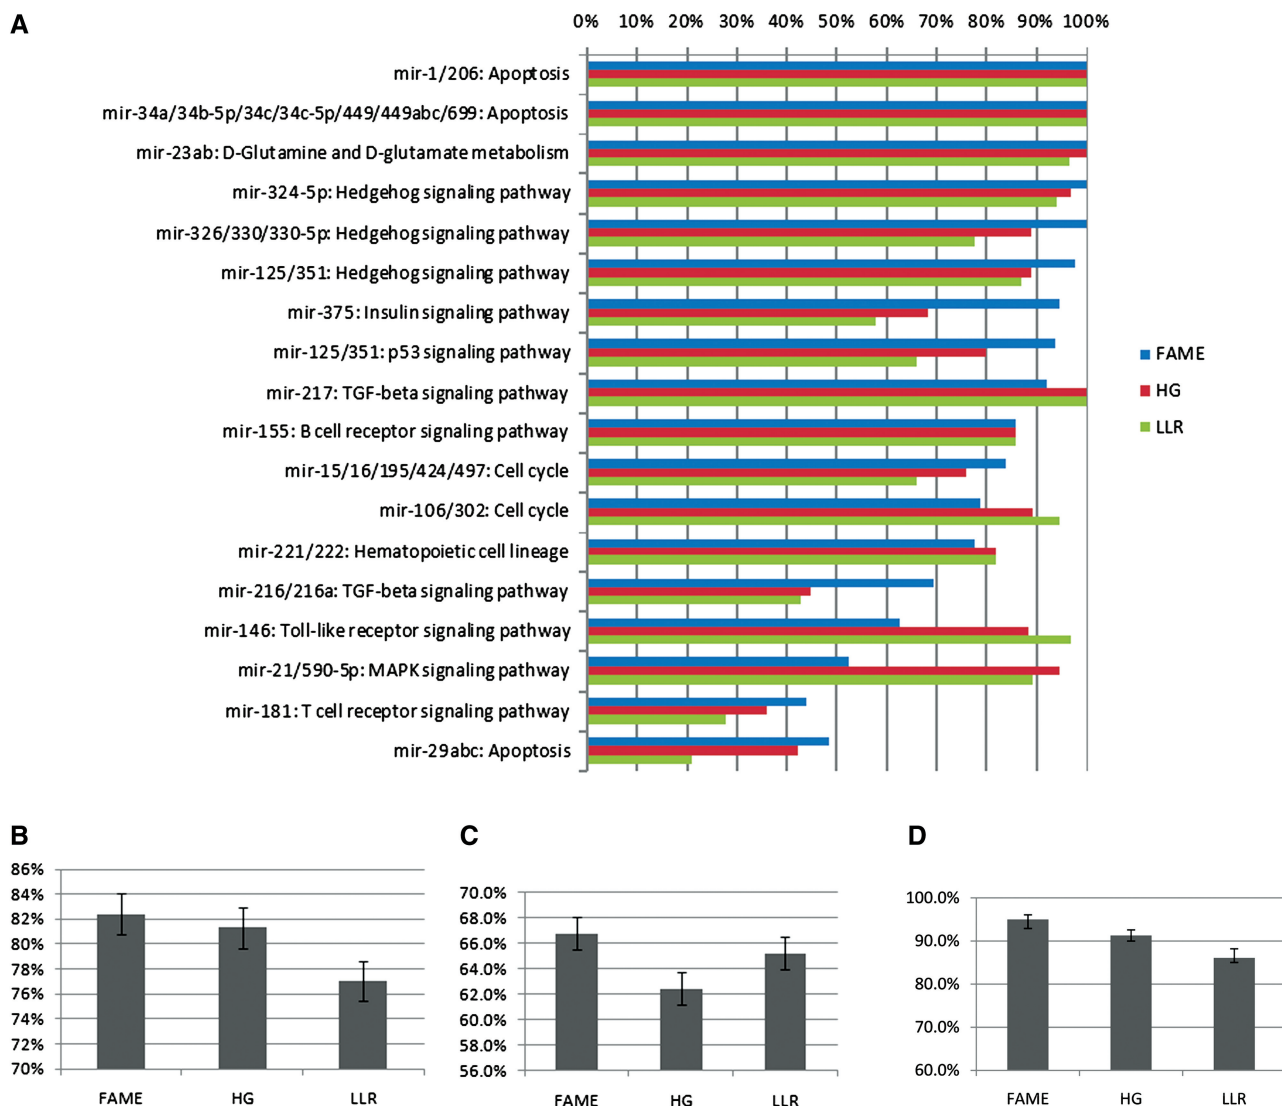 A
0% 10% 20% 30% 40% 50% 60% 70% 80% 90% 100%
mir-1/206: Apoptosis
mir-34a/34b-5p/34c/34c-5p/449/449abc/699: Apoptosis
mir-23ab: D-Glutamine and D-glutamate metabolism
mir-324-5p: Hedgehog signaling pathway
mir-326/330/330-5p: Hedgehog signaling pathway
mir-125/351: Hedgehog signaling pathway
mir-375: Insulin signaling pathway
mir-125/351: p53 signaling pathway
mir-217: TGF-beta signaling pathway
mir-155: B cell receptor signaling pathway
mir-15/16/195/424/497: Cell cycle
mir-106/302: Cell cycle
mir-221/222: Hematopoietic cell lineage
mir-216/216a: TGF-beta signaling pathway
mir-146: Toll-like receptor signaling pathway
mir-21/590-5p: MAPK signaling pathway
mir-181: T cell receptor signaling pathway
mir-29abc: Apoptosis
FAME
HG
LLR
B
86%
84%
82%
80%
78%
76%
74%
72%
70%
FAME HG LLR
C
70.0%
68.0%
66.0%
64.0%
62.0%
60.0%
58.0%
56.0%
FAME HG LLR
D
100.0%
90.0%
80.0%
70.0%
60.0%
FAME HG LLR